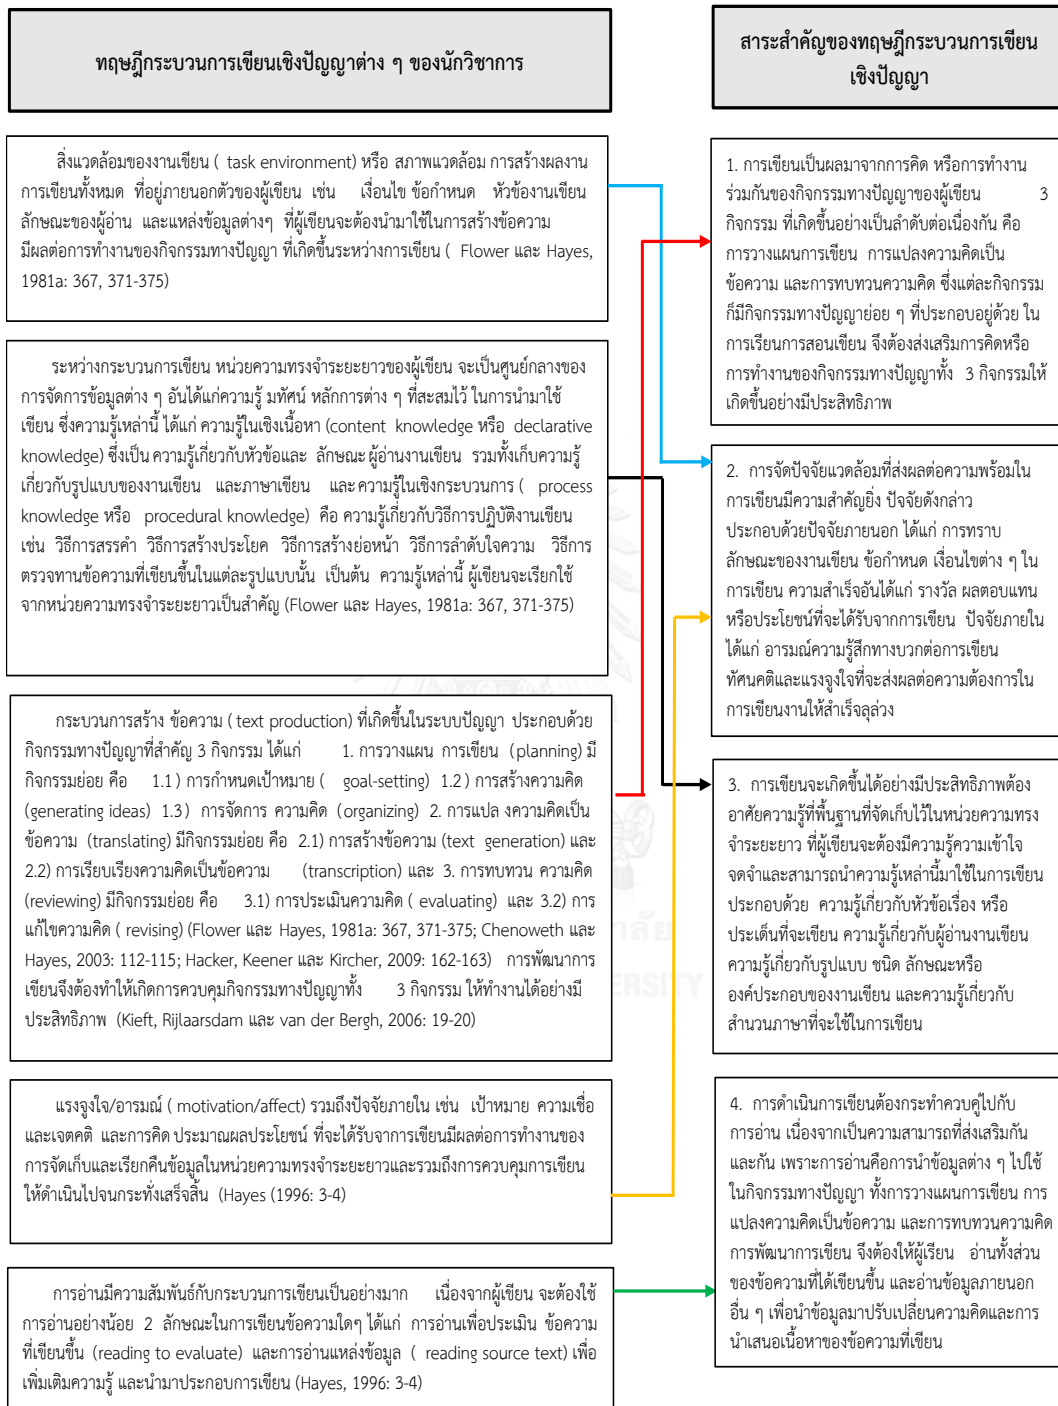 ทฤษฎีกระบวนการเขียนเชิงปัญญาต่าง ๆ ของนักวิชาการ
สิ่งแวดล้อมของงานเขียน ( task environment) หรือ สภาพแวดล้อม การสร้างผลงาน
การเขียนทั้งหมด ที่อยู่ภายนอกตัวของผู้เขียน เช่น เงื่อนไข ข้อกำหนด หัวข้องานเขียน
ลักษณะของผู้อ่าน และแหล่งข้อมูลต่างๆ ที่ผู้เขียนจะต้องนำมาใช้ในการสร้างข้อความ
มีผลต่อการทำงานของกิจกรรมทางปัญญา ที่เกิดขึ้นระหว่างการเขียน ( Flower และ Hayes,
1981a: 367, 371-375)
ระหว่างกระบวนการเขียน หน่วยความทรงจำระยะยาวของผู้เขียน จะเป็นศูนย์กลางของ
การจัดการข้อมูลต่าง ๆ อันได้แก่ความรู้ มทัศน์ หลักการต่าง ๆ ที่สะสมไว้ ในการนำมาใช้
เขียน ซึ่งความรู้เหล่านี้ ได้แก่ ความรู้ในเชิงเนื้อหา (content knowledge หรือ declarative
knowledge) ซึ่งเป็น ความรู้เกี่ยวกับหัวข้อและ ลักษณะ ผู้อ่านงานเขียน รวมทั้งเก็บความรู้
เกี่ยวกับรูปแบบของงานเขียน และภาษาเขียน และ ความรู้ในเชิงกระบวนการ ( process
knowledge หรือ procedural knowledge) คือ ความรู้เกี่ยวกับวิธีการปฏิบัติงานเขียน
เช่น วิธีการสรรคำ วิธีการสร้างประโยค วิธีการสร้างย่อหน้า วิธีการลำดับใจความ วิธีการ
ตรวจทานข้อความที่เขียนขึ้นในแต่ละรูปแบบนั้น เป็นต้น ความรู้เหล่านี้ ผู้เขียนจะเรียกใช้
จากหน่วยความทรงจำระยะยาวเป็นสำคัญ (Flower และ Hayes, 1981a: 367, 371-375)
กระบวนการสร้าง ข้อความ ( text production) ที่เกิดขึ้นในระบบปัญญา ประกอบด้วย
กิจกรรมทางปัญญาที่สำคัญ 3 กิจกรรม ได้แก่ 1. การวางแผน การเขียน (planning) มี
กิจกรรมย่อย คือ 1.1 ) การกำหนดเป้าหมาย ( goal-setting) 1.2 ) การสร้างความคิด
(generating ideas) 1.3 ) การจัดการ ความคิด (organizing) 2. การแปล งความคิดเป็น
ข้อความ (translating) มีกิจกรรมย่อย คือ 2.1) การสร้างข้อความ (text generation) และ
2.2) การเรียบเรียงความคิดเป็นข้อความ (transcription) และ 3. การทบทวน ความคิด
(reviewing) มีกิจกรรมย่อย คือ 3.1) การประเมินความคิด ( evaluating) และ 3.2) การ
แก้ไขความคิด ( revising) (Flower และ Hayes, 1981a: 367, 371-375; Chenoweth และ
Hayes, 2003: 112-115; Hacker, Keener และ Kircher, 2009: 162-163) การพัฒนาการ
เขียนจึงต้องทำให้เกิดการควบคุมกิจกรรมทางปัญญาทั้ง 3 กิจกรรม ให้ทำงานได้อย่างมี
ประสิทธิภาพ (Kieft, Rijlaarsdam และ van der Bergh, 2006: 19-20)
แรงจูงใจ/อารมณ์ ( motivation/affect) รวมถึงปัจจัยภายใน เช่น เป้าหมาย ความเชื่อ
และเจตคติ และการคิด ประมาณผลประโยชน์ ที่จะได้รับจาการเขียนมีผลต่อการทำงานของ
การจัดเก็บและเรียกคืนข้อมูลในหน่วยความทรงจำระยะยาวและรวมถึงการควบคุมการเขียน
ให้ดำเนินไปจนกระทั่งเสร็จสิ้น (Hayes (1996: 3-4)
การอ่านมีความสัมพันธ์กับกระบวนการเขียนเป็นอย่างมาก เนื่องจากผู้เขียน จะต้องใช้
การอ่านอย่างน้อย 2 ลักษณะในการเขียนข้อความใดๆ ได้แก่ การอ่านเพื่อประเมิน ข้อความ
ที่เขียนขึ้น (reading to evaluate) และการอ่านแหล่งข้อมูล ( reading source text) เพื่อ
เพิ่มเติมความรู้ และนำมาประกอบการเขียน (Hayes, 1996: 3-4)
สาระสำคัญของทฤษฎีกระบวนการเขียน
เชิงปัญญา
1. การเขียนเป็นผลมาจากการคิด หรือการทำงาน
ร่วมกันของกิจกรรมทางปัญญาของผู้เขียน 3
กิจกรรม ที่เกิดขึ้นอย่างเป็นลำดับต่อเนื่องกัน คือ
การวางแผนการเขียน การแปลงความคิดเป็น
ข้อความ และการทบทวนความคิด ซึ่งแต่ละกิจกรรม
ก็มีกิจกรรมทางปัญญาย่อย ๆ ที่ประกอบอยู่ด้วย ใน
การเรียนการสอนเขียน จึงต้องส่งเสริมการคิดหรือ
การทำงานของกิจกรรมทางปัญญาทั้ง 3 กิจกรรมให้
เกิดขึ้นอย่างมีประสิทธิภาพ
2. การจัดปัจจัยแวดล้อมที่ส่งผลต่อความพร้อมใน
การเขียนมีความสำคัญยิ่ง ปัจจัยดังกล่าว
ประกอบด้วยปัจจัยภายนอก ได้แก่ การทราบ
ลักษณะของงานเขียน ข้อกำหนด เงื่อนไขต่าง ๆ ใน
การเขียน ความสำเร็จอันได้แก่ รางวัล ผลตอบแทน
หรือประโยชน์ที่จะได้รับจากการเขียน ปัจจัยภายใน
ได้แก่ อารมณ์ความรู้สึกทางบวกต่อการเขียน
ทัศนคติและแรงจูงใจที่จะส่งผลต่อความต้องการใน
การเขียนงานให้สำเร็จลุล่วง
3. การเขียนจะเกิดขึ้นได้อย่างมีประสิทธิภาพต้อง
อาศัยความรู้ที่พื้นฐานที่จัดเก็บไว้ในหน่วยความทรง
จำระยะยาว ที่ผู้เขียนจะต้องมีความรู้ความเข้าใจ
จดจำและสามารถนำความรู้เหล่านี้มาใช้ในการเขียน
ประกอบด้วย ความรู้เกี่ยวกับหัวข้อเรื่อง หรือ
ประเด็นที่จะเขียน ความรู้เกี่ยวกับผู้อ่านงานเขียน
ความรู้เกี่ยวกับรูปแบบ ชนิด ลักษณะหรือ
องค์ประกอบของงานเขียน และความรู้เกี่ยวกับ
สำนวนภาษาที่จะใช้ในการเขียน
4. การดำเนินการเขียนต้องกระทำควบคู่ไปกับ
การอ่าน เนื่องจากเป็นความสามารถที่ส่งเสริมกัน
และกัน เพราะการอ่านคือการนำข้อมูลต่าง ๆ ไปใช้
ในกิจกรรมทางปัญญา ทั้งการวางแผนการเขียน การ
แปลงความคิดเป็นข้อความ และการทบทวนความคิด
การพัฒนาการเขียน จึงต้องให้ผู้เรียน อ่านทั้งส่วน
ของข้อความที่ได้เขียนขึ้น และอ่านข้อมูลภายนอก
อื่น ๆ เพื่อนำข้อมูลมาปรับเปลี่ยนความคิดและการ
นำเสนอเนื้อหาของข้อความที่เขียน
าลัย
ERSITY